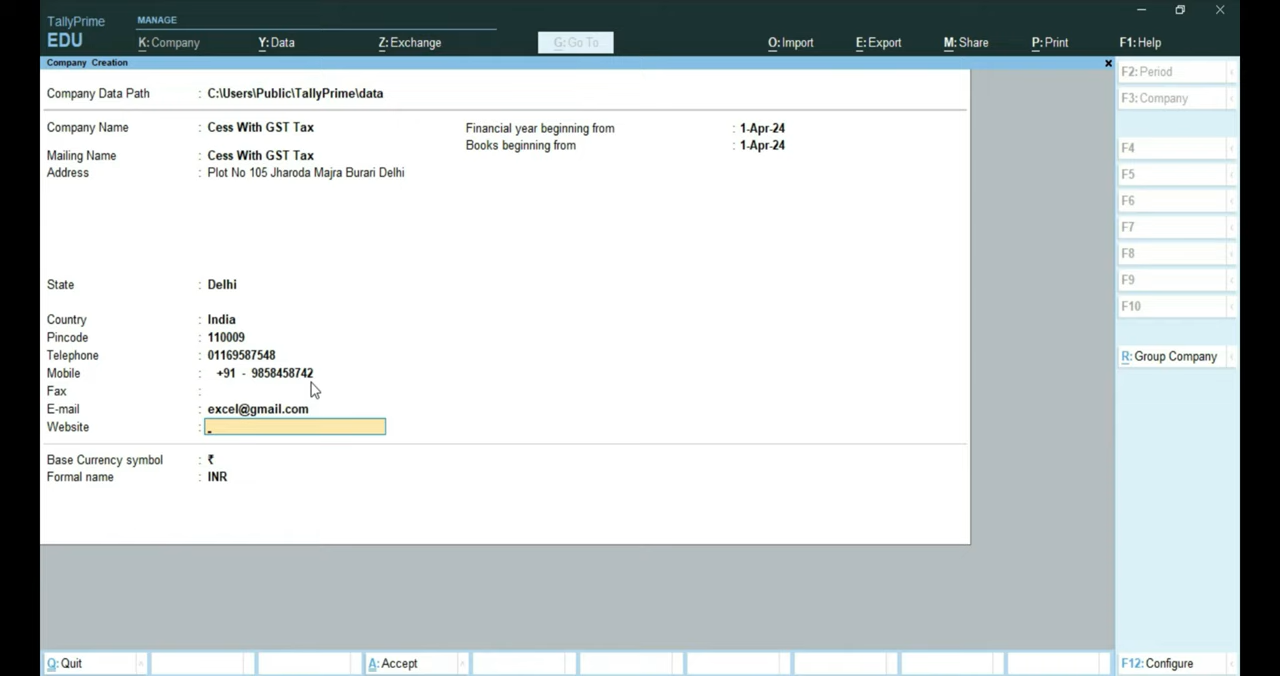 TallyPrime
EDU
MANAGE
K: Company
Y: Data
Z: Exchange
G: Go To
O: Import
E: Export
M: Share
P: Print
F1: Help
Company Creation
Company Data Path : C:\Users\Public\TallyPrime\data
Company Name : Cess With GST Tax
Financial year beginning from : 1-Apr-24
Books beginning from : 1-Apr-24
Mailing Name : Cess With GST Tax
Address : Plot No 105 Jharoda Majra Burari Delhi
State : Delhi
Country : India
Pincode : 110009
Telephone : 01169587548
Mobile : +91 - 9858458742
Fax :
E-mail : excel@gmail.com
Website :
Base Currency symbol : ₹
Formal name : INR
F2: Period
F3: Company
F4
F5
F6
F7
F8
F9
F10
R: Group Company
Q: Quit
A: Accept
F12: Configure